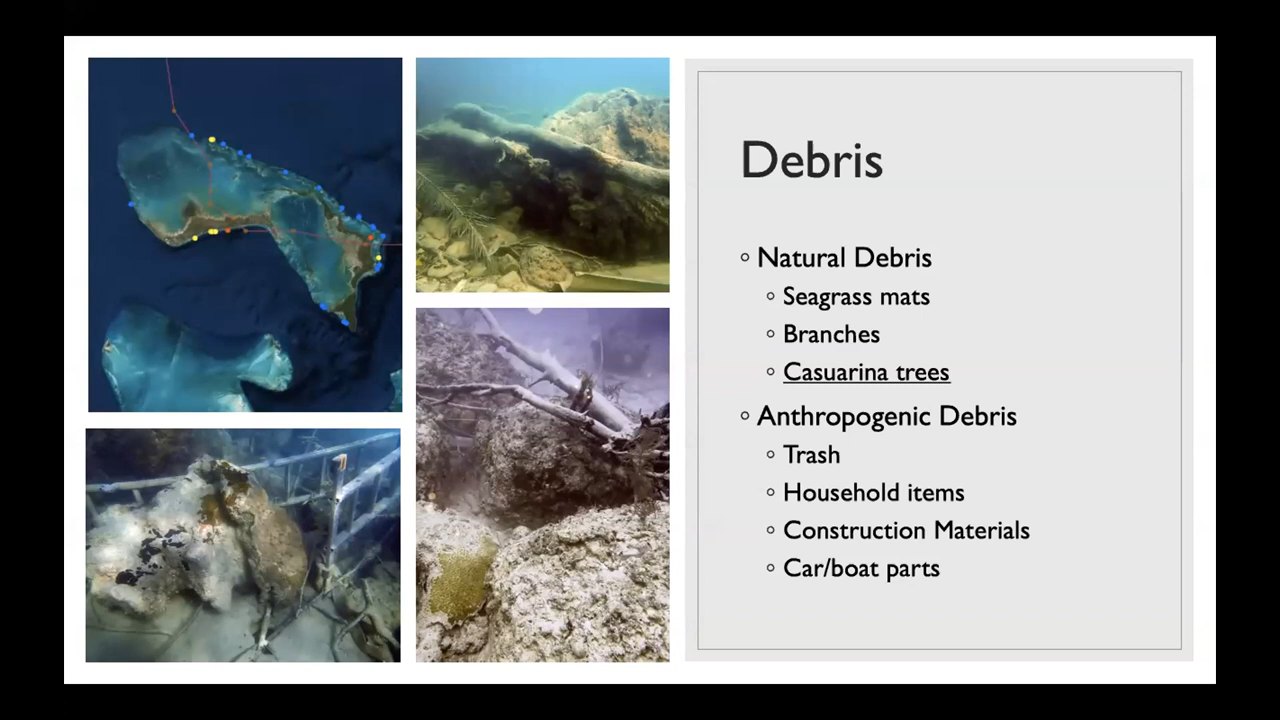 Debris
Natural Debris
Seagrass mats
Branches
Casuarina trees
Anthropogenic Debris
Trash
Household items
Construction Materials
Car/boat parts